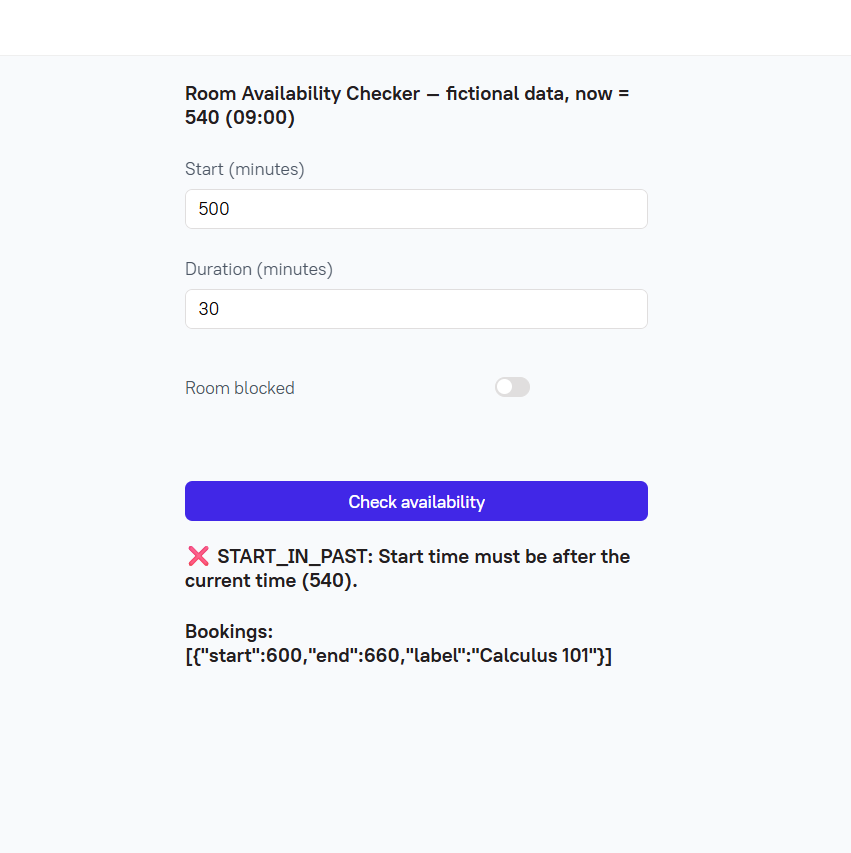 Room Availability Checker — fictional data, now =
540 (09:00)
Start (minutes)
500
Duration (minutes)
30
Room blocked
Check availability
❌ START_IN_PAST: Start time must be after the
current time (540).
Bookings:
[{"start":600,"end":660,"label":"Calculus 101"}]